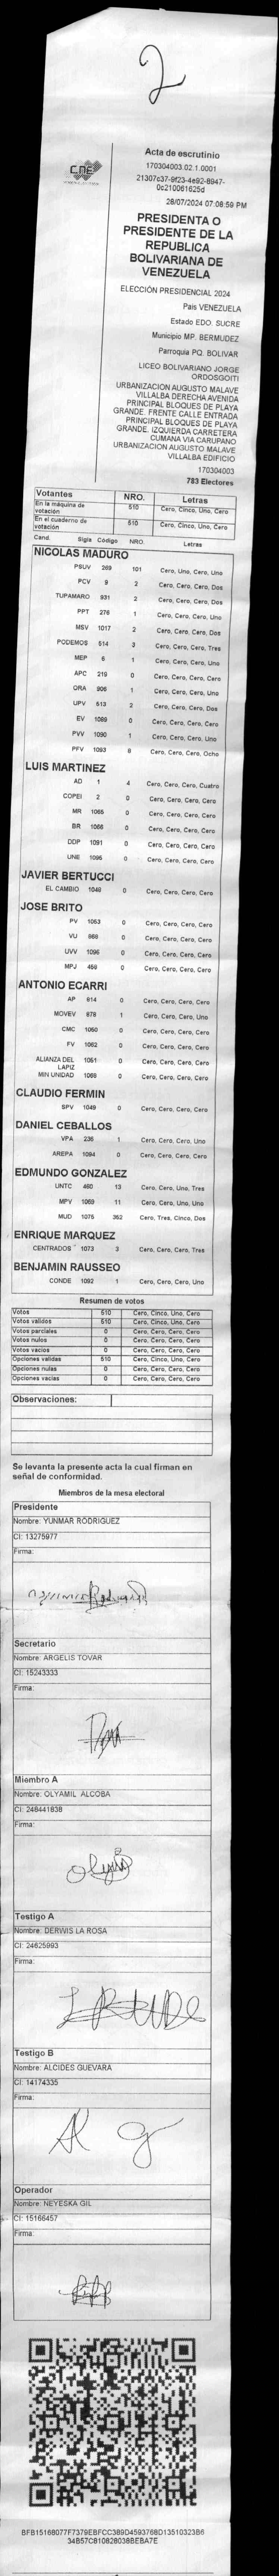 2
CNE
Acta de escrutinio
170304003.02.1.0001
21307c37-9f23-4e92-8947-
0c210061625d
28/07/2024 07:08:59 PM
PRESIDENTA O
PRESIDENTE DE LA
REPUBLICA
BOLIVARIANA DE
VENEZUELA
ELECCIÓN PRESIDENCIAL 2024
País VENEZUELA
Estado EDO. SUCRE
Municipio MP. BERMUDEZ
Parroquia PQ. BOLIVAR
LICEO BOLIVARIANO JORGE
ORDOSGOITI
URBANIZACION AUGUSTO MALAVE
VILLALBA DERECHA AVENIDA
PRINCIPAL BLOQUES DE PLAYA
GRANDE. FRENTE CALLE ENTRADA
PRINCIPAL BLOQUES DE PLAYA
GRANDE. IZQUIERDA CARRETERA
CUMANA VIA CARUPANO
URBANIZACION AUGUSTO MALAVE
VILLALBA EDIFICIO
170304003
783 Electores
Votantes NRO. Letras
En la máquina de votación 510 Cero, Cinco, Uno, Cero
En el cuaderno de votación 510 Cero, Cinco, Uno, Cero
Cand. Sigla Código NRO. Letras
NICOLAS MADURO
PSUV 269 101 Cero, Uno, Cero, Uno
PCV 9 2 Cero, Cero, Cero, Dos
TUPAMARO 931 2 Cero, Cero, Cero, Dos
PPT 276 1 Cero, Cero, Cero, Uno
MSV 1017 2 Cero, Cero, Cero, Dos
PODEMOS 514 3 Cero, Cero, Cero, Tres
MEP 6 1 Cero, Cero, Cero, Uno
APC 219 0 Cero, Cero, Cero, Cero
ORA 906 1 Cero, Cero, Cero, Uno
UPV 513 2 Cero, Cero, Cero, Dos
EV 1089 0 Cero, Cero, Cero, Cero
PVV 1090 1 Cero, Cero, Cero, Uno
PFV 1093 8 Cero, Cero, Cero, Ocho
LUIS MARTINEZ
AD 1 4 Cero, Cero, Cero, Cuatro
COPEI 2 0 Cero, Cero, Cero, Cero
MR 1065 0 Cero, Cero, Cero, Cero
BR 1066 0 Cero, Cero, Cero, Cero
DDP 1091 0 Cero, Cero, Cero, Cero
UNE 1095 0 Cero, Cero, Cero, Cero
JAVIER BERTUCCI
EL CAMBIO 1048 0 Cero, Cero, Cero, Cero
JOSE BRITO
PV 1053 0 Cero, Cero, Cero, Cero
VU 668 0 Cero, Cero, Cero, Cero
UVV 1096 0 Cero, Cero, Cero, Cero
MPJ 459 0 Cero, Cero, Cero, Cero
ANTONIO ECARRI
AP 814 0 Cero, Cero, Cero, Cero
MOVEV 878 1 Cero, Cero, Cero, Uno
CMC 1050 0 Cero, Cero, Cero, Cero
FV 1062 0 Cero, Cero, Cero, Cero
ALIANZA DEL LAPIZ 1051 0 Cero, Cero, Cero, Cero
MIN UNIDAD 1068 0 Cero, Cero, Cero, Cero
CLAUDIO FERMIN
SPV 1049 0 Cero, Cero, Cero, Cero
DANIEL CEBALLOS
VPA 236 1 Cero, Cero, Cero, Uno
AREPA 1094 0 Cero, Cero, Cero, Cero
EDMUNDO GONZALEZ
UNTC 460 13 Cero, Cero, Uno, Tres
MPV 1069 11 Cero, Cero, Uno, Uno
MUD 1075 352 Cero, Tres, Cinco, Dos
ENRIQUE MARQUEZ
CENTRADOS 1073 3 Cero, Cero, Cero, Tres
BENJAMIN RAUSSEO
CONDE 1092 1 Cero, Cero, Cero, Uno
Resumen de votos
Votos 510 Cero, Cinco, Uno, Cero
Votos validos 510 Cero, Cinco, Uno, Cero
Votos parciales 0 Cero, Cero, Cero, Cero
Votos nulos 0 Cero, Cero, Cero, Cero
Votos vacios 0 Cero, Cero, Cero, Cero
Opciones validas 510 Cero, Cinco, Uno, Cero
Opciones nulas 0 Cero, Cero, Cero, Cero
Opciones vacias 0 Cero, Cero, Cero, Cero
Observaciones:
Se levanta la presente acta la cual firman en
señal de conformidad.
Miembros de la mesa electoral
Presidente
Nombre: YUNMAR RODRIGUEZ
CI: 13275977
Firma:
Secretario
Nombre: ARGELIS TOVAR
CI: 15243333
Firma:
Miembro A
Nombre: OLYAMIL ALCOBA
CI: 248441838
Firma:
Testigo A
Nombre: DERWIS LA ROSA
CI: 24625993
Firma:
Testigo B
Nombre: ALCIDES GUEVARA
CI: 14174335
Firma:
Operador
Nombre: NEYESKA GIL
CI: 15166457
Firma:
BFB15168077F7379EBFCC389D4593768D13510323B6
34B57C810828038BEBA7E